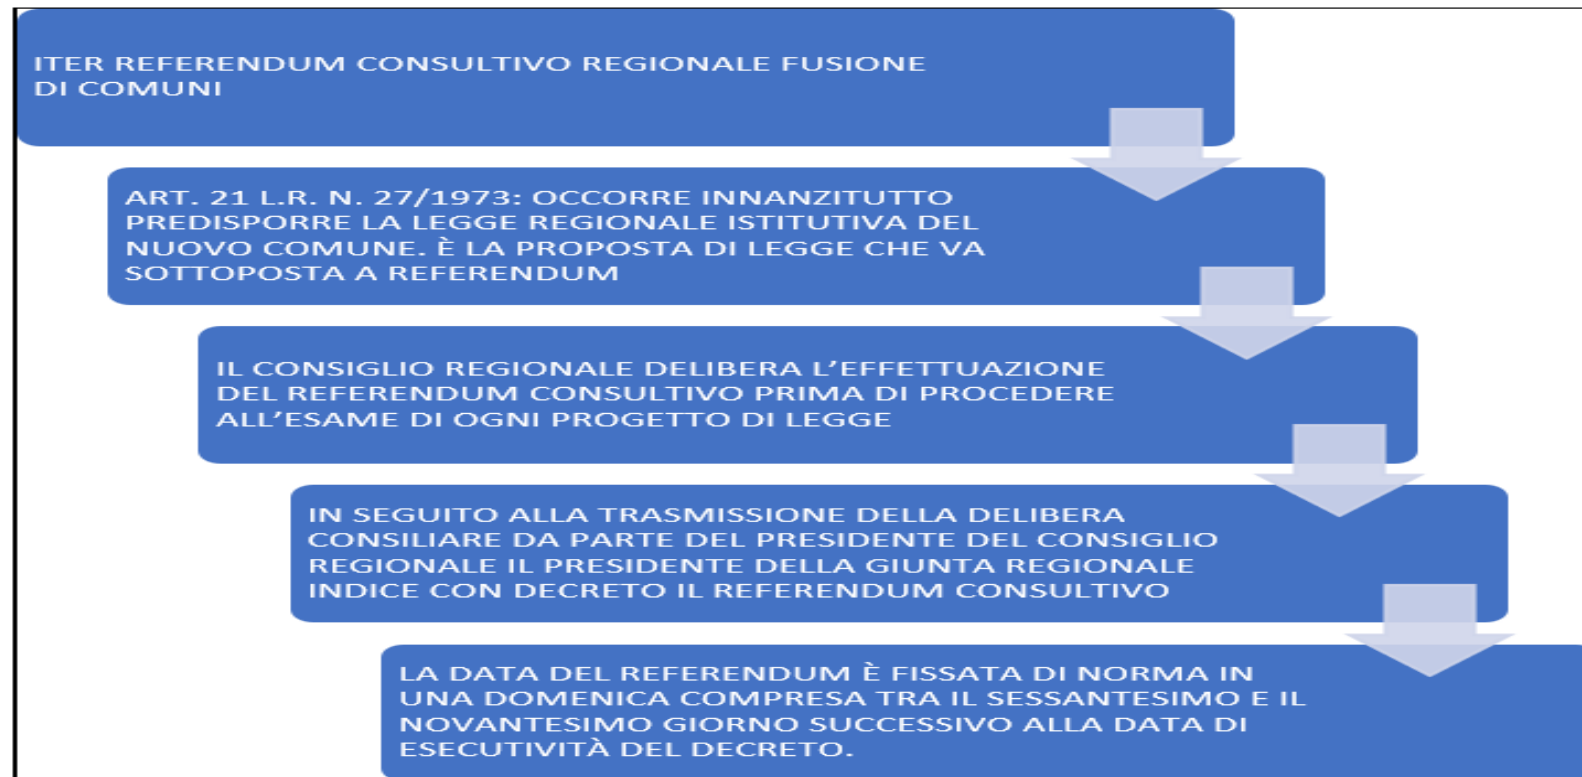 ITER REFERENDUM CONSULTIVO REGIONALE FUSIONE
DI COMUNI
ART. 21 L.R. N. 27/1973: OCCORRE INNANZITUTTO
PREDISPORRE LA LEGGE REGIONALE ISTITUTIVA DEL
NUOVO COMUNE. È LA PROPOSTA DI LEGGE CHE VA
SOTTOPOSTA A REFERENDUM
IL CONSIGLIO REGIONALE DELIBERA L’EFFETTUAZIONE
DEL REFERENDUM CONSULTIVO PRIMA DI PROCEDERE
ALL’ESAME DI OGNI PROGETTO DI LEGGE
IN SEGUITO ALLA TRASMISSIONE DELLA DELIBERA
CONSILIARE DA PARTE DEL PRESIDENTE DEL CONSIGLIO
REGIONALE IL PRESIDENTE DELLA GIUNTA REGIONALE
INDICE CON DECRETO IL REFERENDUM CONSULTIVO
LA DATA DEL REFERENDUM È FISSATA DI NORMA IN
UNA DOMENICA COMPRESA TRA IL SESSANTESIMO E IL
NOVANTESIMO GIORNO SUCCESSIVO ALLA DATA DI
ESECUTIVITÀ DEL DECRETO.